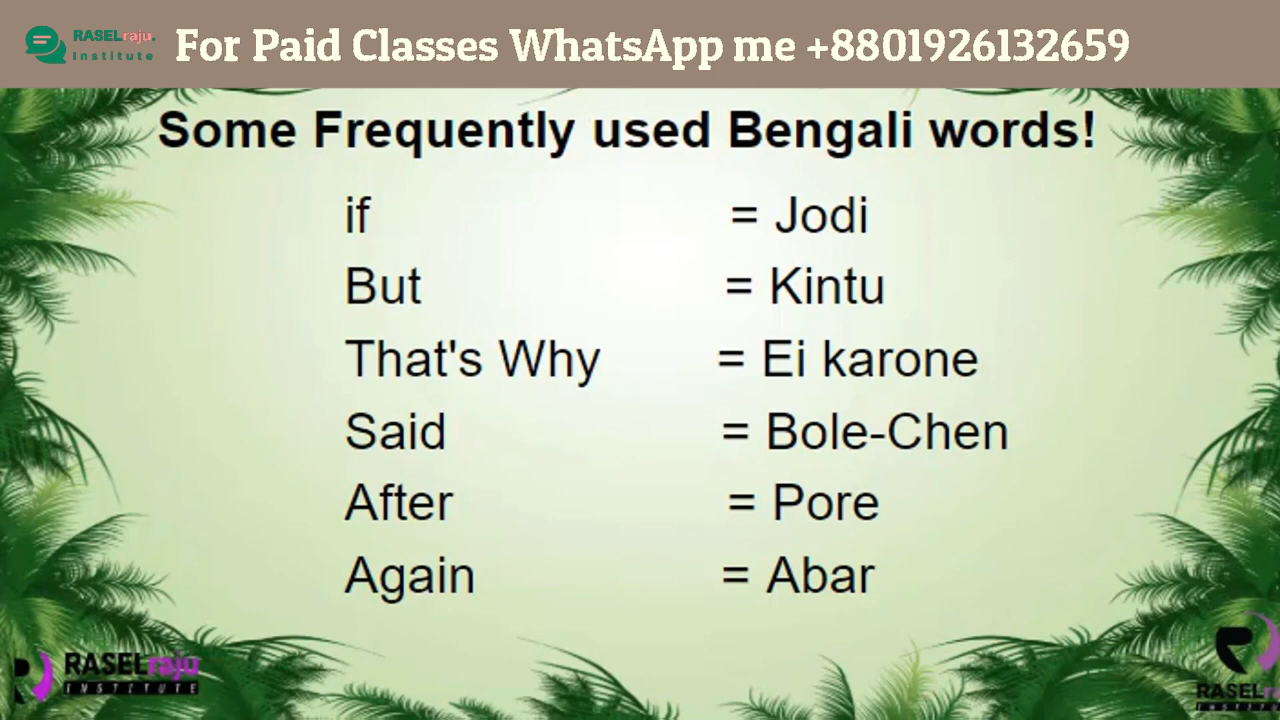 RASELraju.
Institute
For Paid Classes WhatsApp me +8801926132659
Some Frequently used Bengali words!
if = Jodi
But = Kintu
That's Why = Ei karone
Said = Bole-Chen
After = Pore
Again = Abar
RASELraju
INSTITUTE